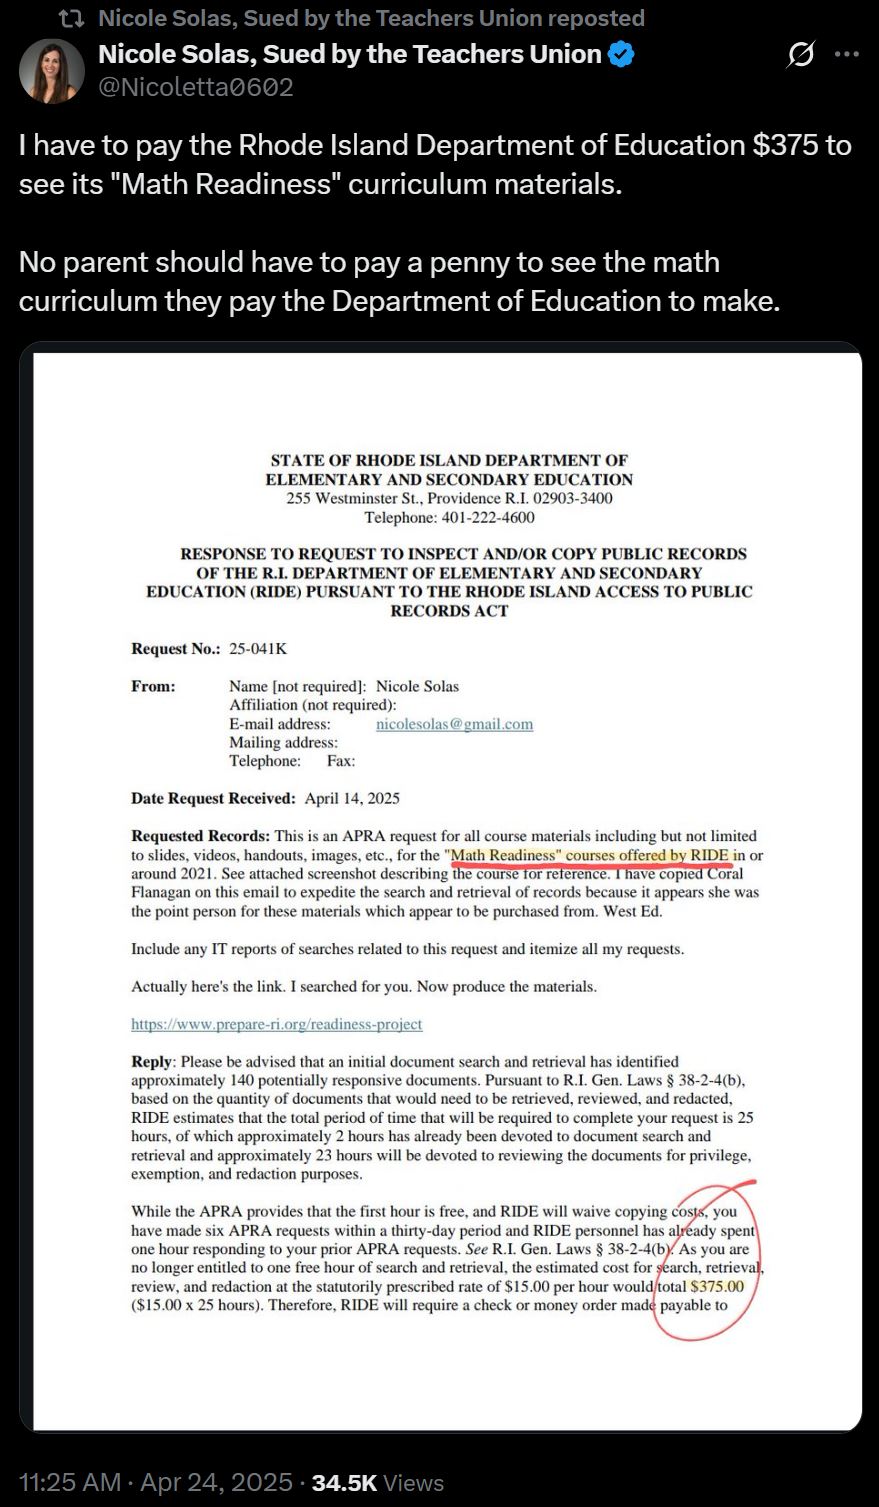 Nicole Solas, Sued by the Teachers Union reposted
Nicole Solas, Sued by the Teachers Union
@Nicoletta0602
I have to pay the Rhode Island Department of Education $375 to
see its "Math Readiness" curriculum materials.
No parent should have to pay a penny to see the math
curriculum they pay the Department of Education to make.
STATE OF RHODE ISLAND DEPARTMENT OF
ELEMENTARY AND SECONDARY EDUCATION
255 Westminster St., Providence R.I. 02903-3400
Telephone: 401-222-4600
RESPONSE TO REQUEST TO INSPECT AND/OR COPY PUBLIC RECORDS
OF THE R.I. DEPARTMENT OF ELEMENTARY AND SECONDARY
EDUCATION (RIDE) PURSUANT TO THE RHODE ISLAND ACCESS TO PUBLIC
RECORDS ACT
Request No.: 25-041K
From: Name [not required]: Nicole Solas
Affiliation (not required):
E-mail address: nicolesolas@gmail.com
Mailing address:
Telephone: Fax:
Date Request Received: April 14, 2025
Requested Records: This is an APRA request for all course materials including but not limited
to slides, videos, handouts, images, etc., for the "Math Readiness" courses offered by RIDE in or
around 2021. See attached screenshot describing the course for reference. I have copied Coral
Flanagan on this email to expedite the search and retrieval of records because it appears she was
the point person for these materials which appear to be purchased from. West Ed.
Include any IT reports of searches related to this request and itemize all my requests.
Actually here's the link. I searched for you. Now produce the materials.
https://www.prepare-ri.org/readiness-project
Reply: Please be advised that an initial document search and retrieval has identified
approximately 140 potentially responsive documents. Pursuant to R.I. Gen. Laws § 38-2-4(b),
based on the quantity of documents that would need to be retrieved, reviewed, and redacted,
RIDE estimates that the total period of time that will be required to complete your request is 25
hours, of which approximately 2 hours has already been devoted to document search and
retrieval and approximately 23 hours will be devoted to reviewing the documents for privilege,
exemption, and redaction purposes.
While the APRA provides that the first hour is free, and RIDE will waive copying costs, you
have made six APRA requests within a thirty-day period and RIDE personnel has already spent
one hour responding to your prior APRA requests. See R.I. Gen. Laws § 38-2-4(b). As you are
no longer entitled to one free hour of search and retrieval, the estimated cost for search, retrieval,
review, and redaction at the statutorily prescribed rate of $15.00 per hour would total $375.00
($15.00 x 25 hours). Therefore, RIDE will require a check or money order made payable to
11:25 AM · Apr 24, 2025 · 34.5K Views